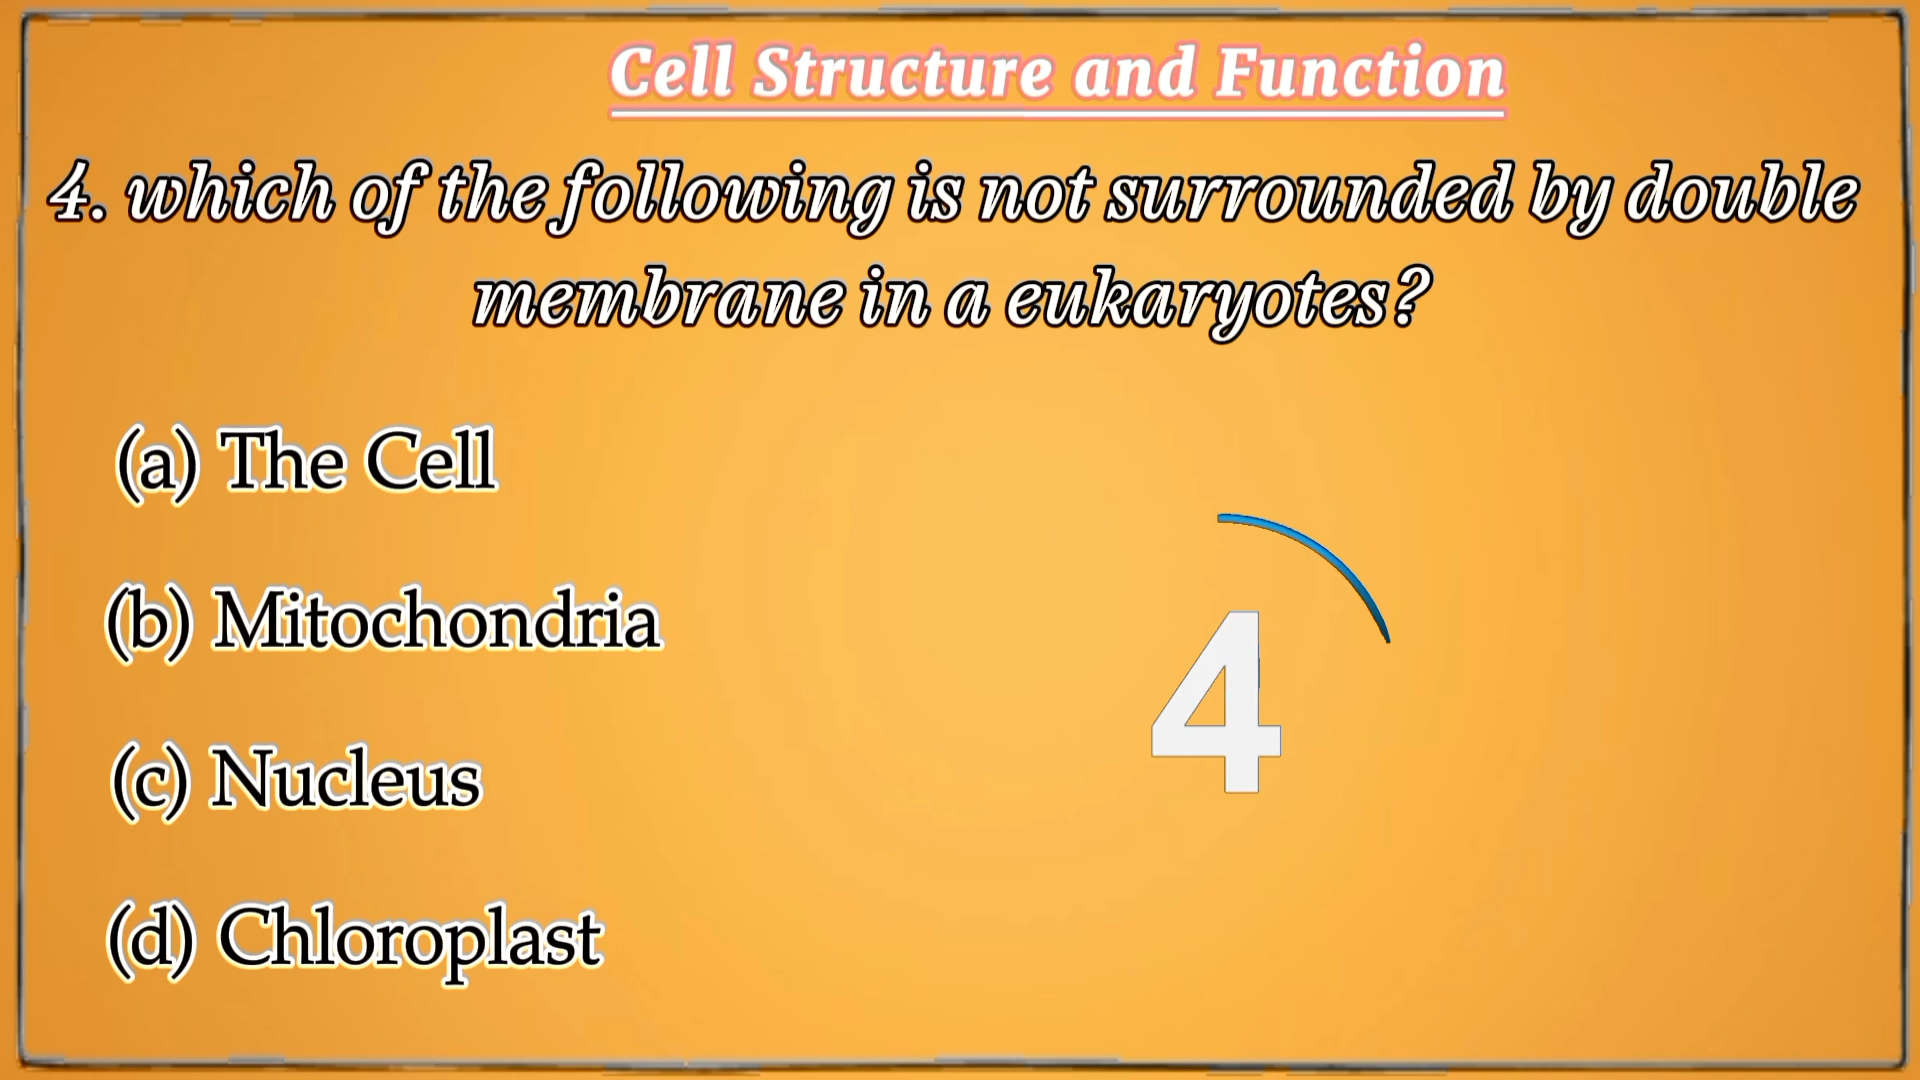 Cell Structure and Function
4. which of the following is not surrounded by double
membrane in a eukaryotes?
(a) The Cell
(b) Mitochondria
4
(c) Nucleus
(d) Chloroplast